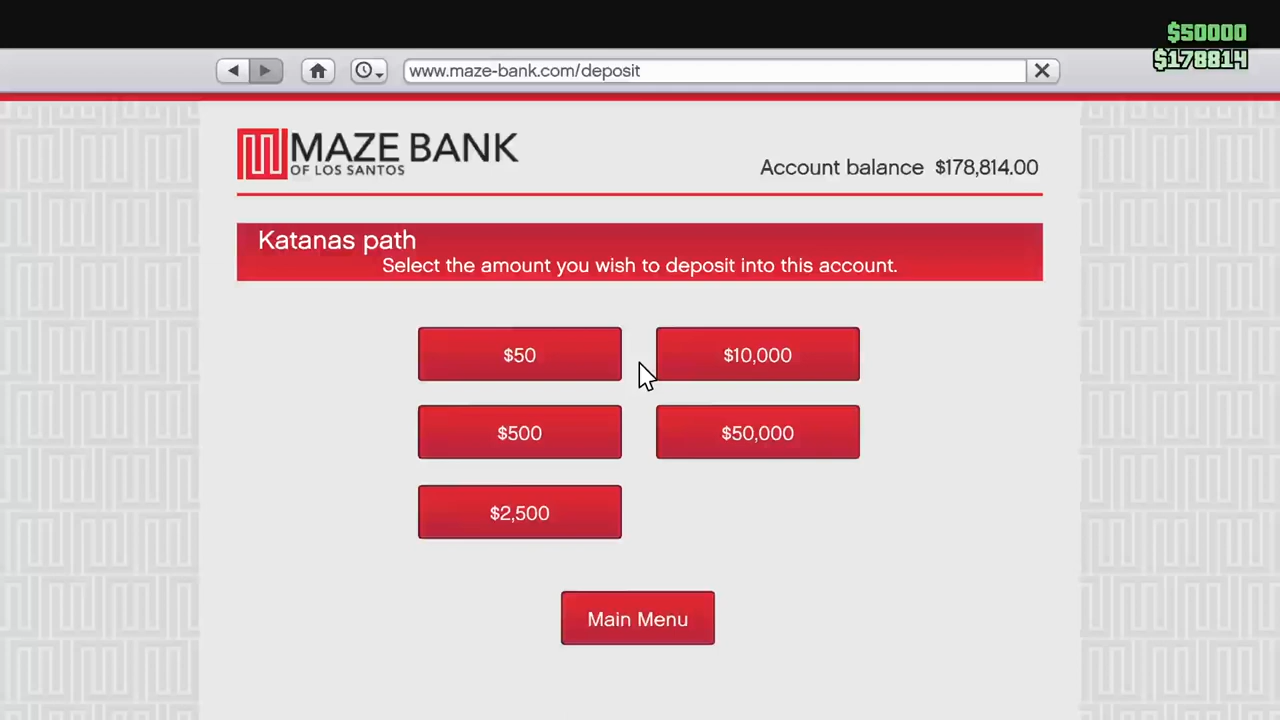 $50000
$178814
www.maze-bank.com/deposit
MAZE BANK
OF LOS SANTOS
Account balance $178,814.00
Katanas path
Select the amount you wish to deposit into this account.
$50
$10,000
$500
$50,000
$2,500
Main Menu